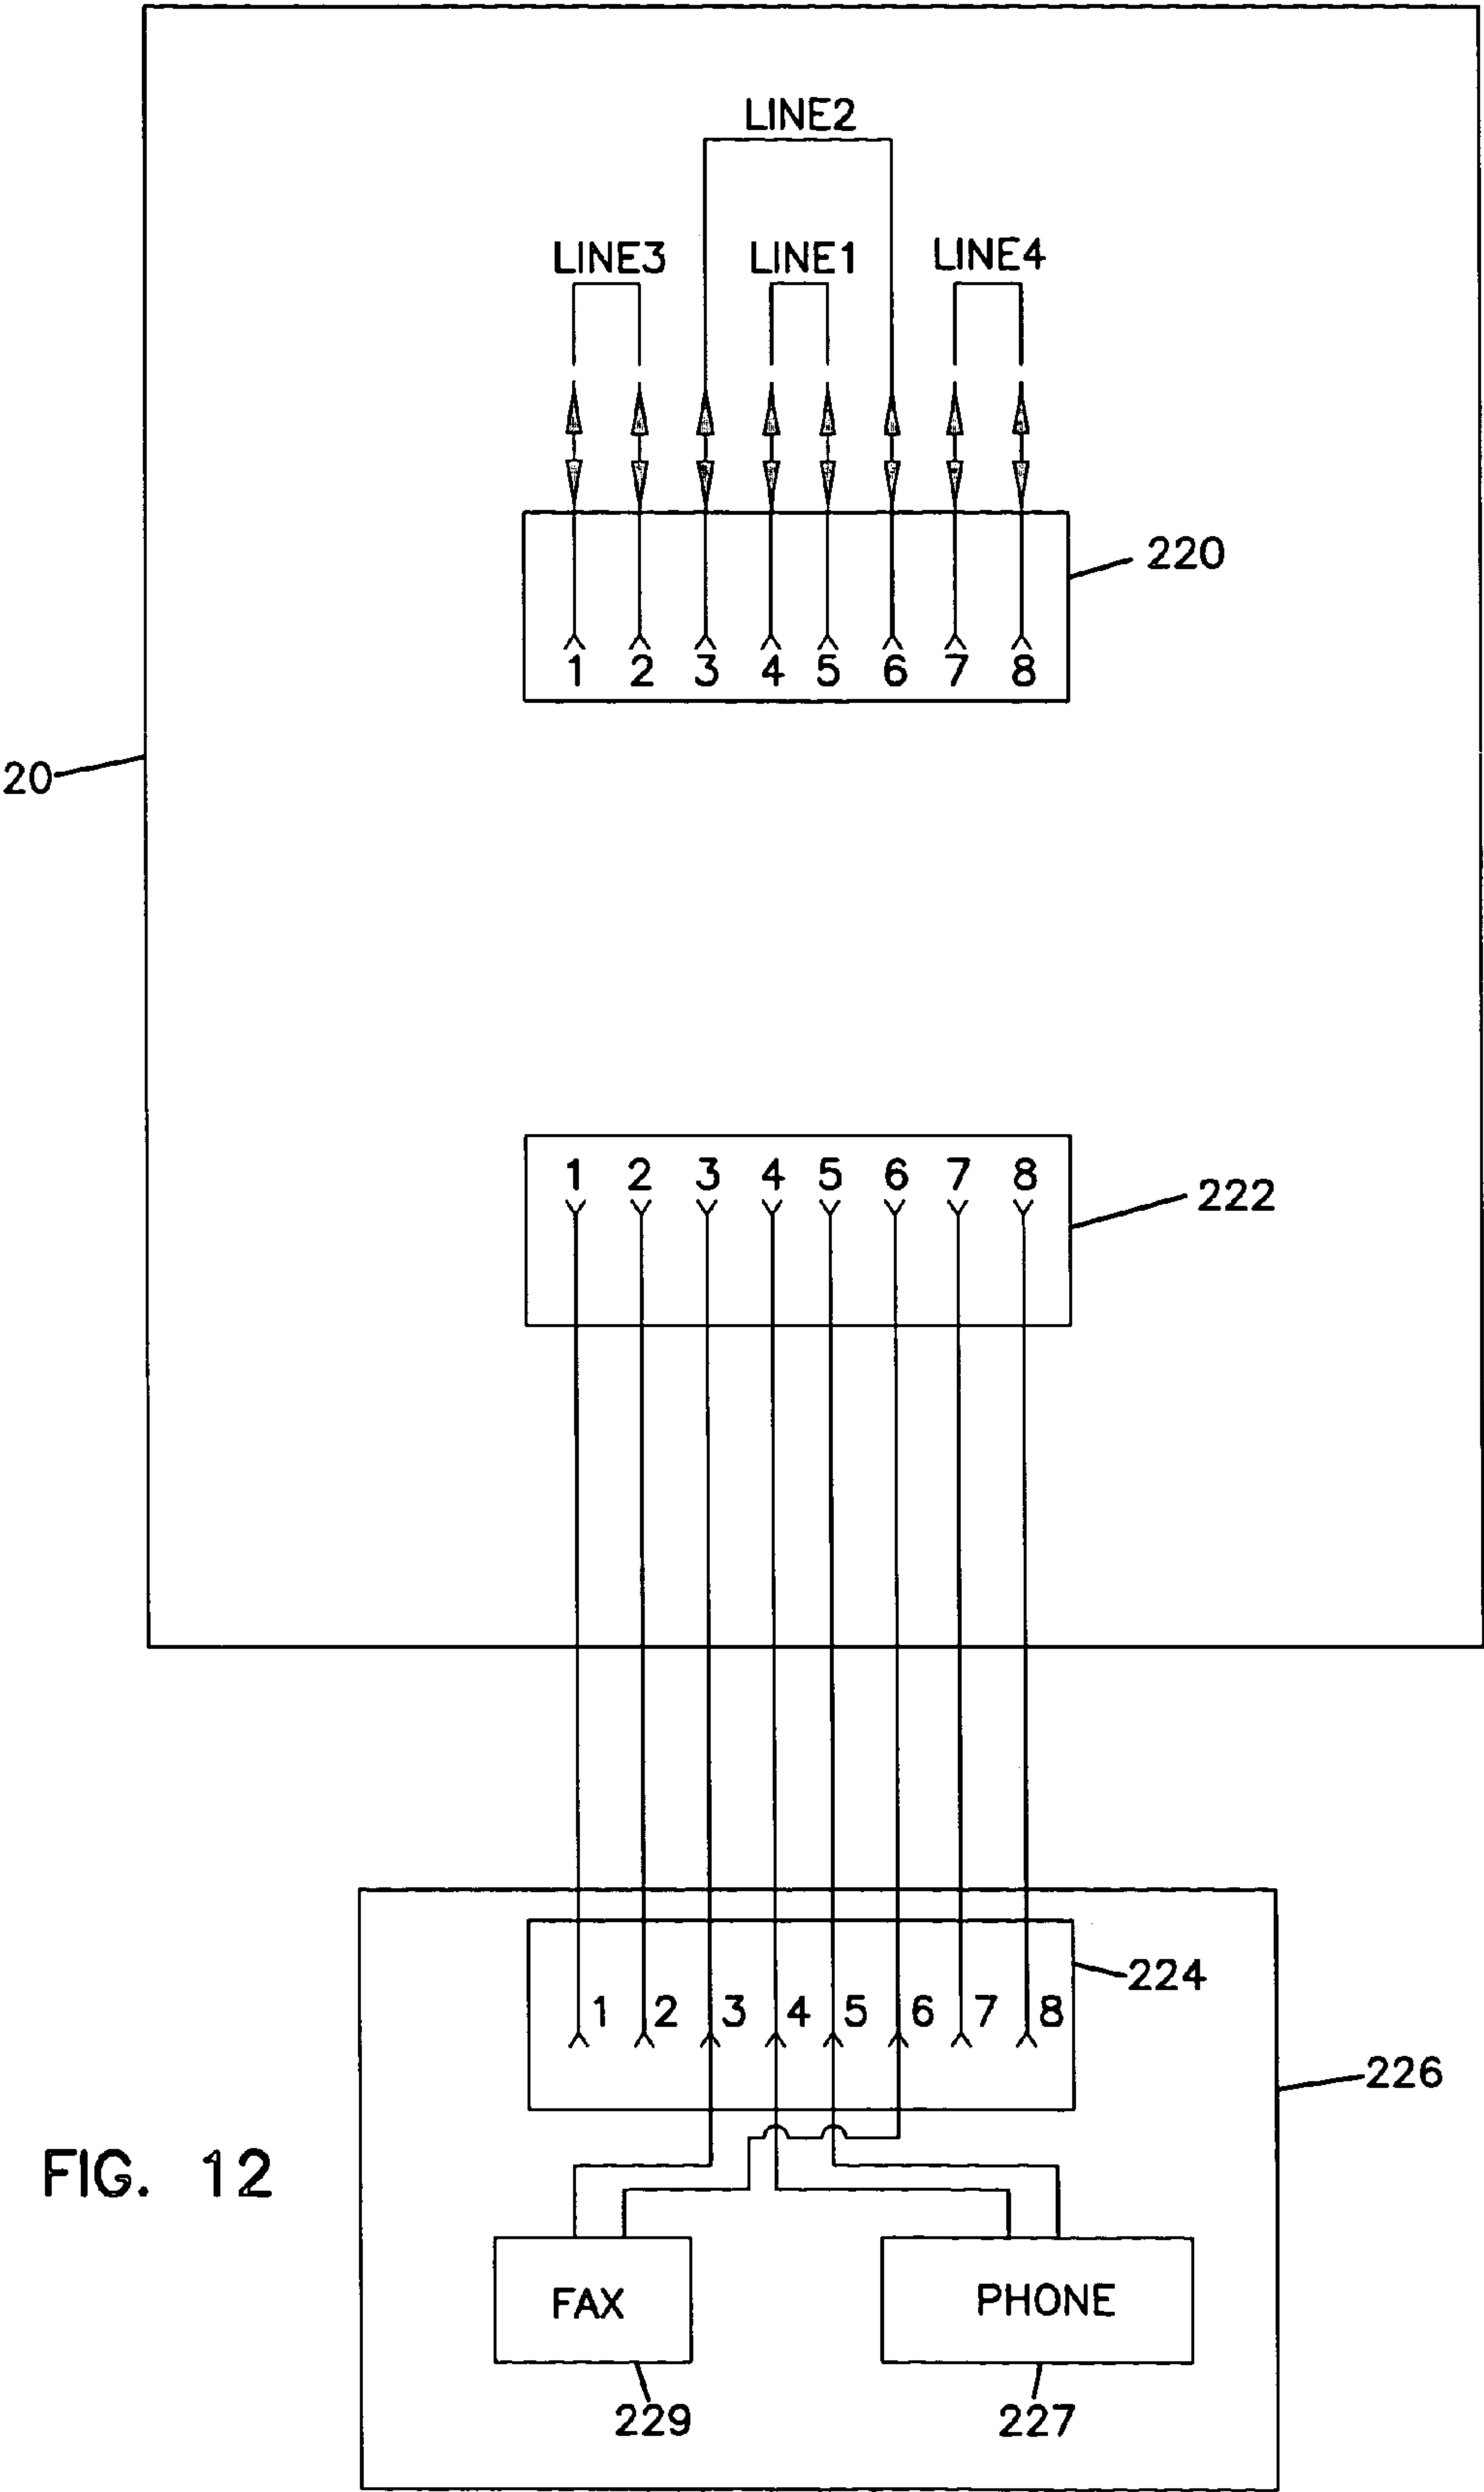 LINE2
LINE3 LINE1 LINE4
220
1 2 3 4 5 6 7 8
20
1 2 3 4 5 6 7 8
222
224
1 2 3 4 5 6 7 8
226
FIG. 12
FAX PHONE
229 227